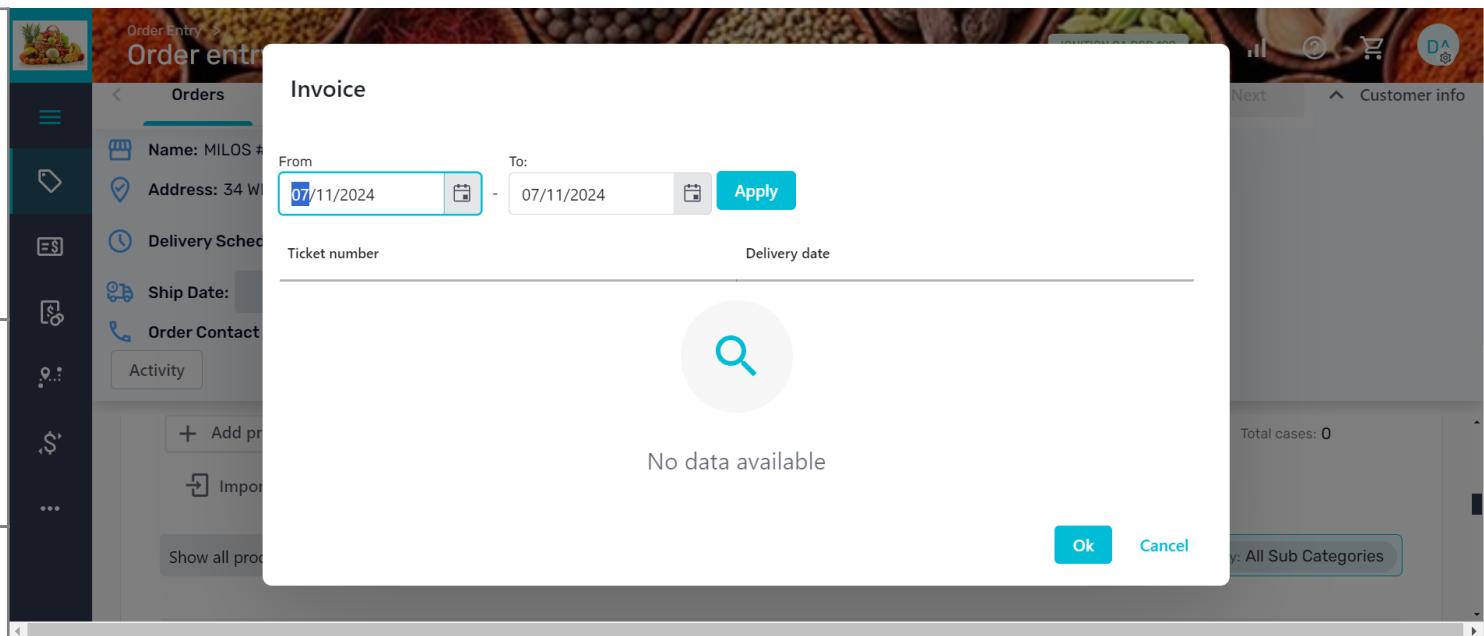 Order Entry >
Order entr
Orders
Next
Customer info
Name: MILOS #
Address: 34
Delivery Sched
Ship Date:
Order Contact
Activity
Add pr
Impor
Total cases: 0
Show all prod
y: All Sub Categories
Invoice
From
To:
07/11/2024
-
07/11/2024
Apply
Ticket number
Delivery date
No data available
Ok
Cancel